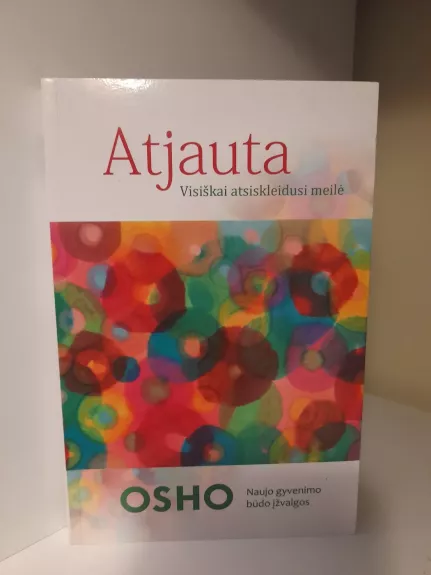 Atjauta
Visiškai atsiskleidusi meilė
OSHO
Naujo gyvenimo
būdo įžvalgos